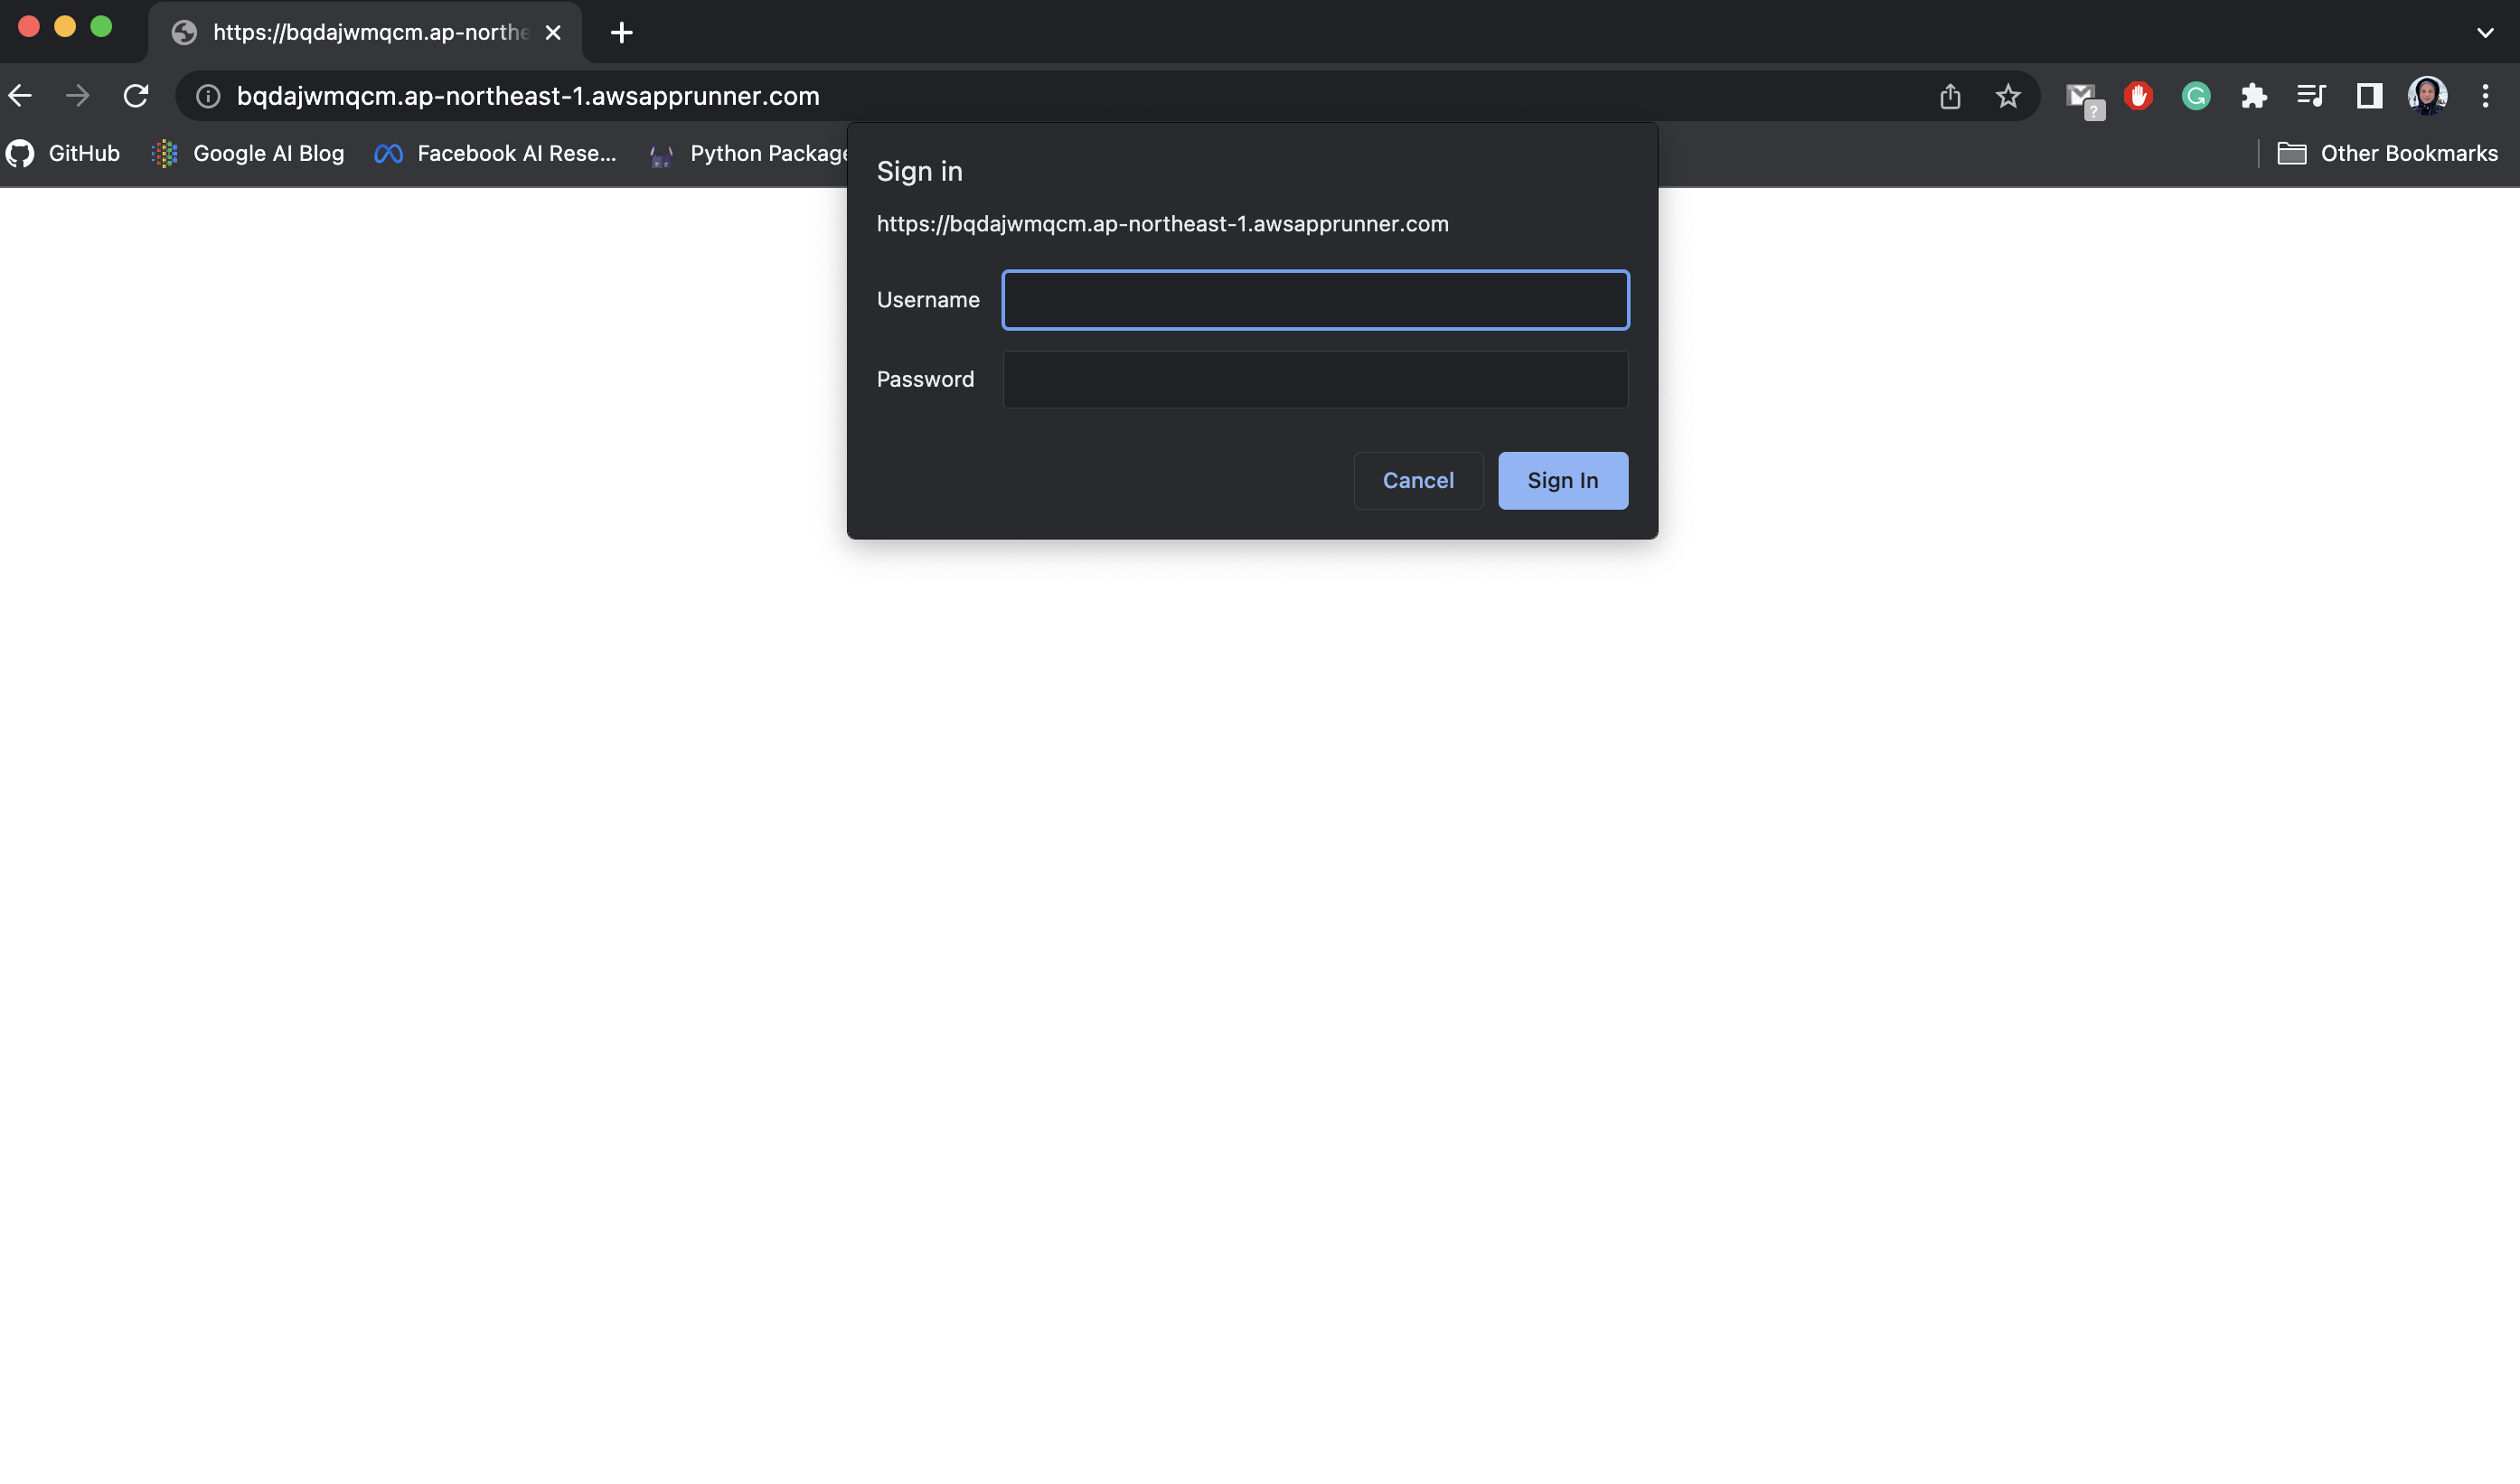 https://bqdajwmqcm.ap-northe
bqdajwmqcm.ap-northeast-1.awsapprunner.com
?
GitHub
Google AI Blog
Facebook AI Rese...
Python Package
Other Bookmarks
Sign in
https://bqdajwmqcm.ap-northeast-1.awsapprunner.com
Username
Password
Cancel
Sign In